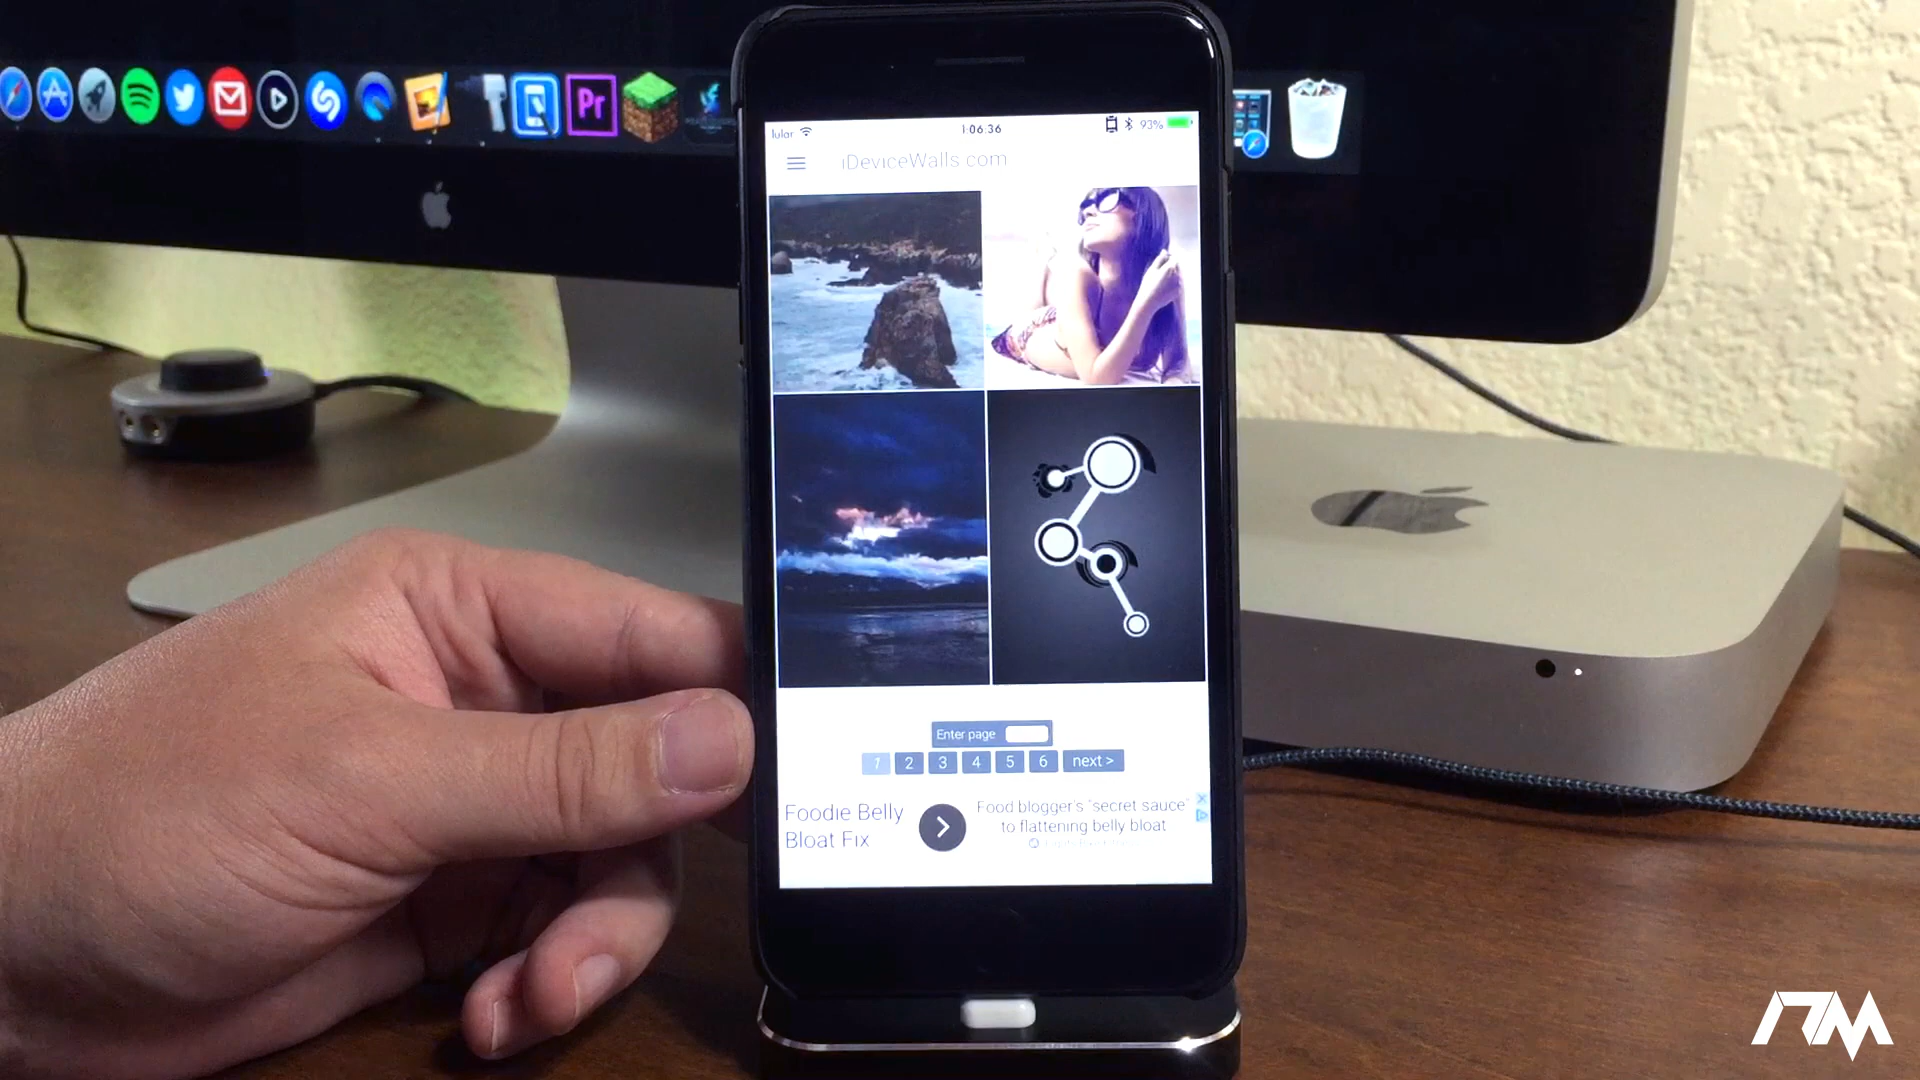 Pr
lular
1:06:36
93%
iDeviceWalls.com
Enter page
1 2 3 4 5 6 next >
Foodie Belly
Bloat Fix
Food blogger's "secret sauce"
to flattening belly bloat